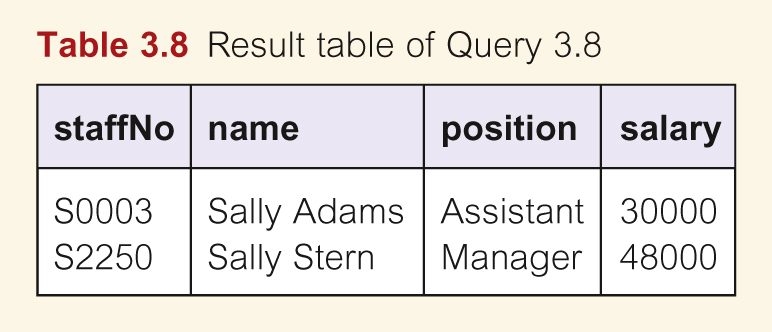 Table 3.8 Result table of Query 3.8
staffNo name position salary
S0003 Sally Adams Assistant 30000
S2250 Sally Stern Manager 48000